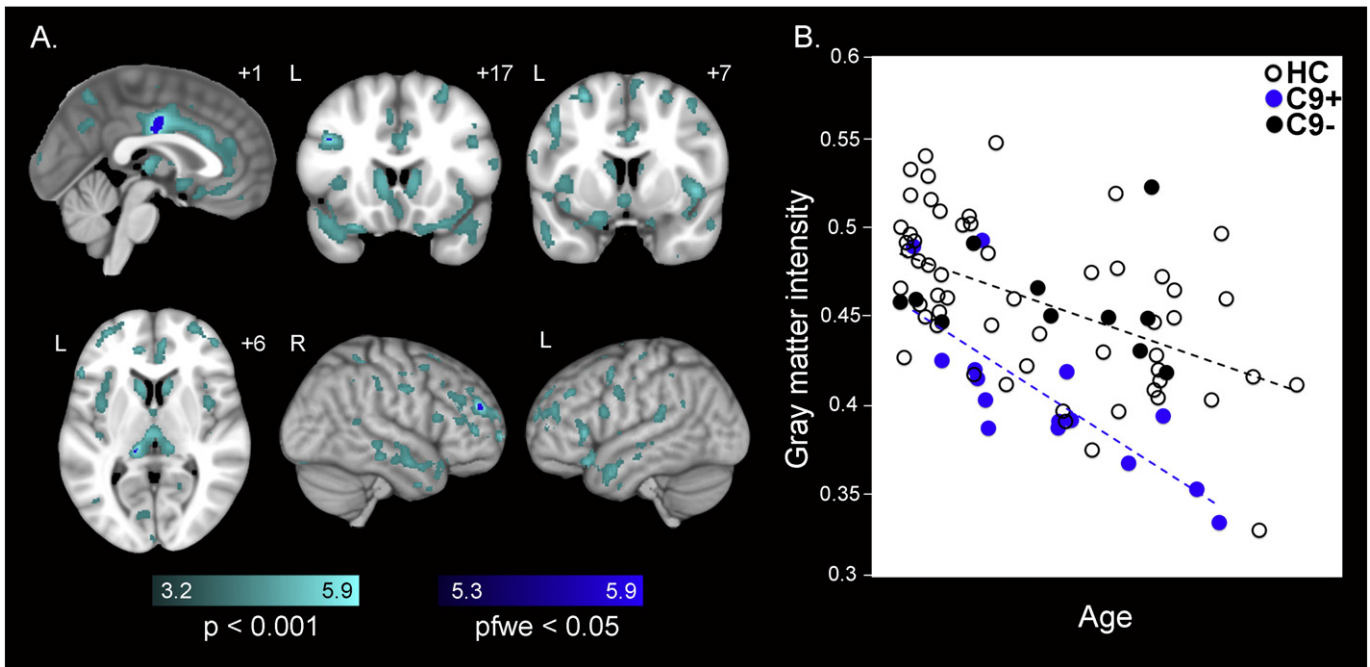 A.
+1
L
+17
L
+7
L
+6
R
L
3.2 5.9
p < 0.001
5.3 5.9
pfwe < 0.05
B.
0.6
0.55
0.5
0.45
0.4
0.35
0.3
Gray matter intensity
Age
HC
C9+
C9-